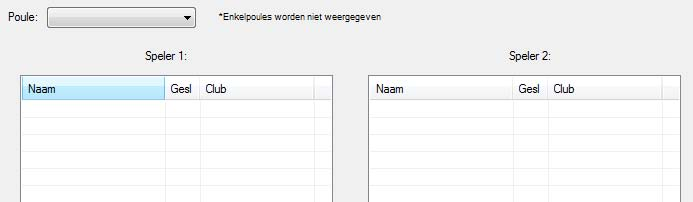 Poule: *Enkelpoules worden niet weergegeven
Speler 1: Speler 2:
Naam Gesl Club Naam Gesl Club